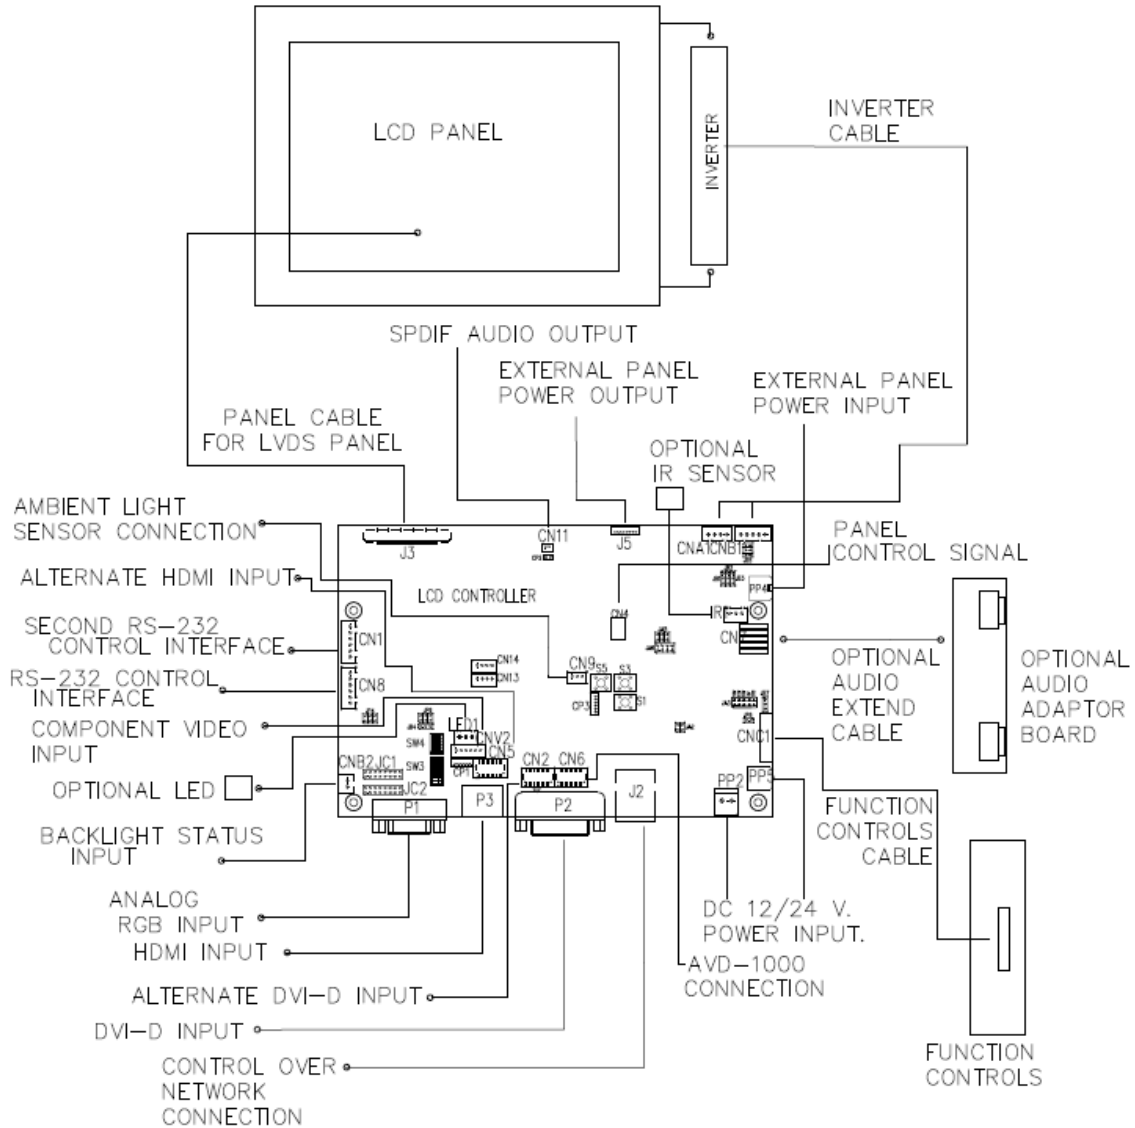 LCD PANEL
INVERTER
INVERTER
CABLE
SPDIF AUDIO OUTPUT
EXTERNAL PANEL
POWER OUTPUT
EXTERNAL PANEL
POWER INPUT
PANEL CABLE
FOR LVDS PANEL
OPTIONAL
IR SENSOR
AMBIENT LIGHT
SENSOR CONNECTION
ALTERNATE HDMI INPUT
SECOND RS-232
CONTROL INTERFACE
RS-232 CONTROL
INTERFACE
COMPONENT VIDEO
INPUT
OPTIONAL LED
BACKLIGHT STATUS
INPUT
ANALOG
RGB INPUT
HDMI INPUT
ALTERNATE DVI-D INPUT
DVI-D INPUT
CONTROL OVER
NETWORK
CONNECTION
J3
CN11
J5
CNA1
CNB1
PANEL
CONTROL SIGNAL
LCD CONTROLLER
CN4
PP4
IR
CN1
CN8
CN14
CN13
CN9
S5
S3
S1
CP3
LED1
CNV2
CN5
SW4
SW3
CP1
CNB2
JC1
JC2
CN2
CN6
CNC1
PP2
PP5
P1
P3
P2
J2
OPTIONAL
AUDIO
EXTEND
CABLE
OPTIONAL
AUDIO
ADAPTOR
BOARD
FUNCTION
CONTROLS
CABLE
DC 12/24 V.
POWER INPUT.
AVD-1000
CONNECTION
FUNCTION
CONTROLS